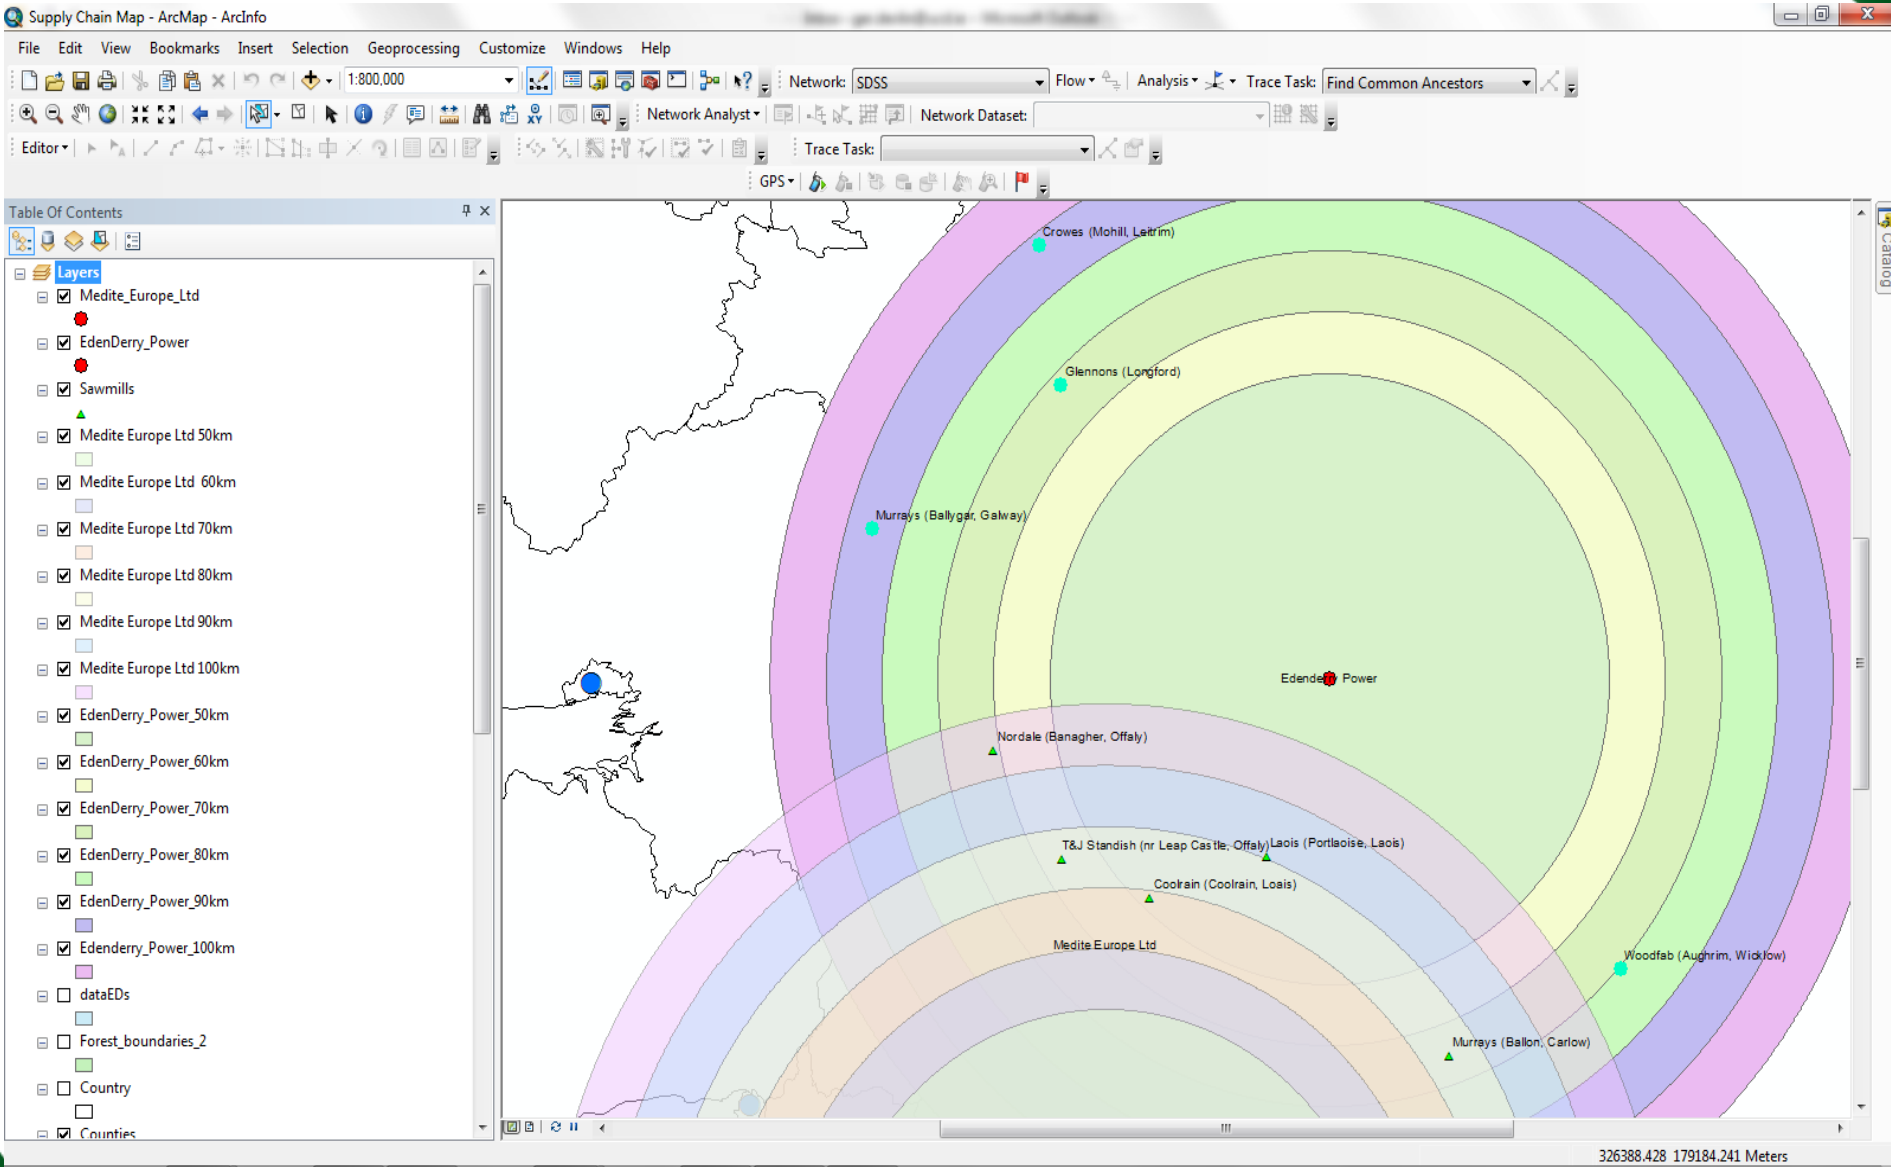 Supply Chain Map - ArcMap - ArcInfo
File Edit View Bookmarks Insert Selection Geoprocessing Customize Windows Help
1:800,000 Network: SDSS Flow Analysis Trace Task: Find Common Ancestors
Network Analyst Network Dataset:
Editor Trace Task:
GPS
Table Of Contents
Layers
Medite_Europe_Ltd
EdenDerry_Power
Sawmills
Medite Europe Ltd 50km
Medite Europe Ltd 60km
Medite Europe Ltd 70km
Medite Europe Ltd 80km
Medite Europe Ltd 90km
Medite Europe Ltd 100km
EdenDerry_Power_50km
EdenDerry_Power_60km
EdenDerry_Power_70km
EdenDerry_Power_80km
EdenDerry_Power_90km
Edenderry_Power_100km
dataEDs
Forest_boundaries_2
Country
Counties
Crowes (Mohill, Leitrim)
Glennons (Longford)
Murrays (Ballygar, Galway)
Edenderry Power
Nordale (Banagher, Offaly)
T&J Standish (nr Leap Castle, Offaly)
Laois (Portlaoise, Laois)
Coolrain (Coolrain, Loais)
Medite Europe Ltd
Woodfab (Aughrim, Wicklow)
Murrays (Ballon, Carlow)
Catalog
326388.428 179184.241 Meters